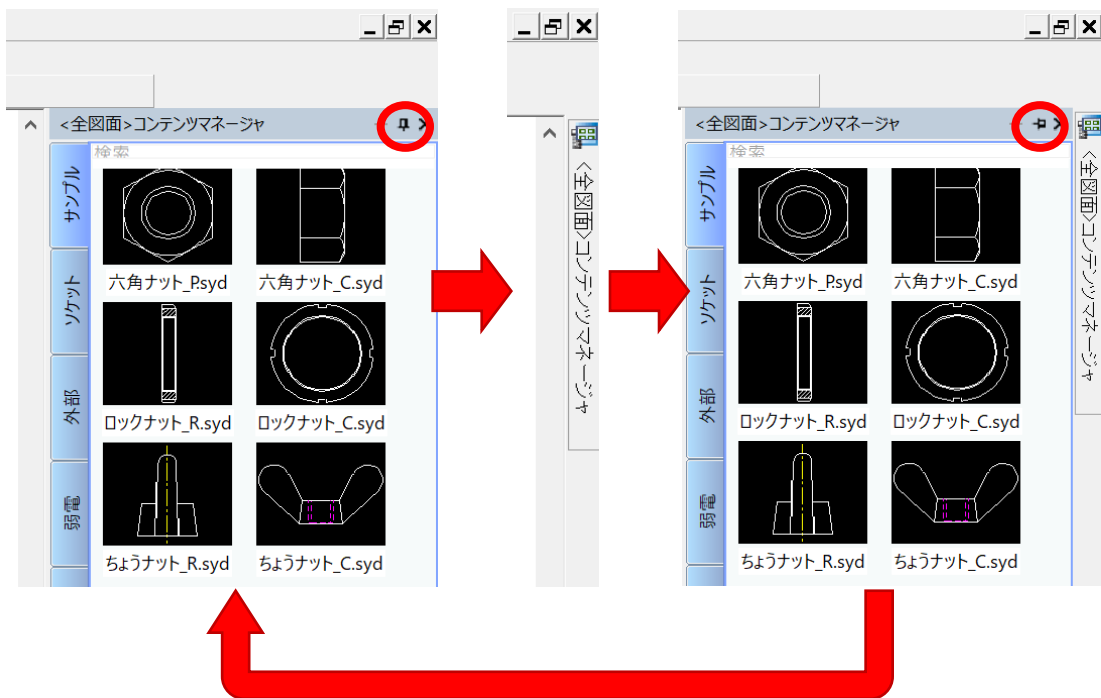 <全図面>コンテンツマネージャ
検索
サンプル
ソケット
外部
弱電
六角ナット_P.syd
六角ナット_C.syd
ロックナット_R.syd
ロックナット_C.syd
ちょうナット_R.syd
ちょうナット_C.syd
<全図面>コンテンツマネージャ
<全図面>コンテンツマネージャ
検索
サンプル
ソケット
外部
弱電
六角ナット_P.syd
六角ナット_C.syd
ロックナット_R.syd
ロックナット_C.syd
ちょうナット_R.syd
ちょうナット_C.syd
<全図面>コンテンツマネージャ